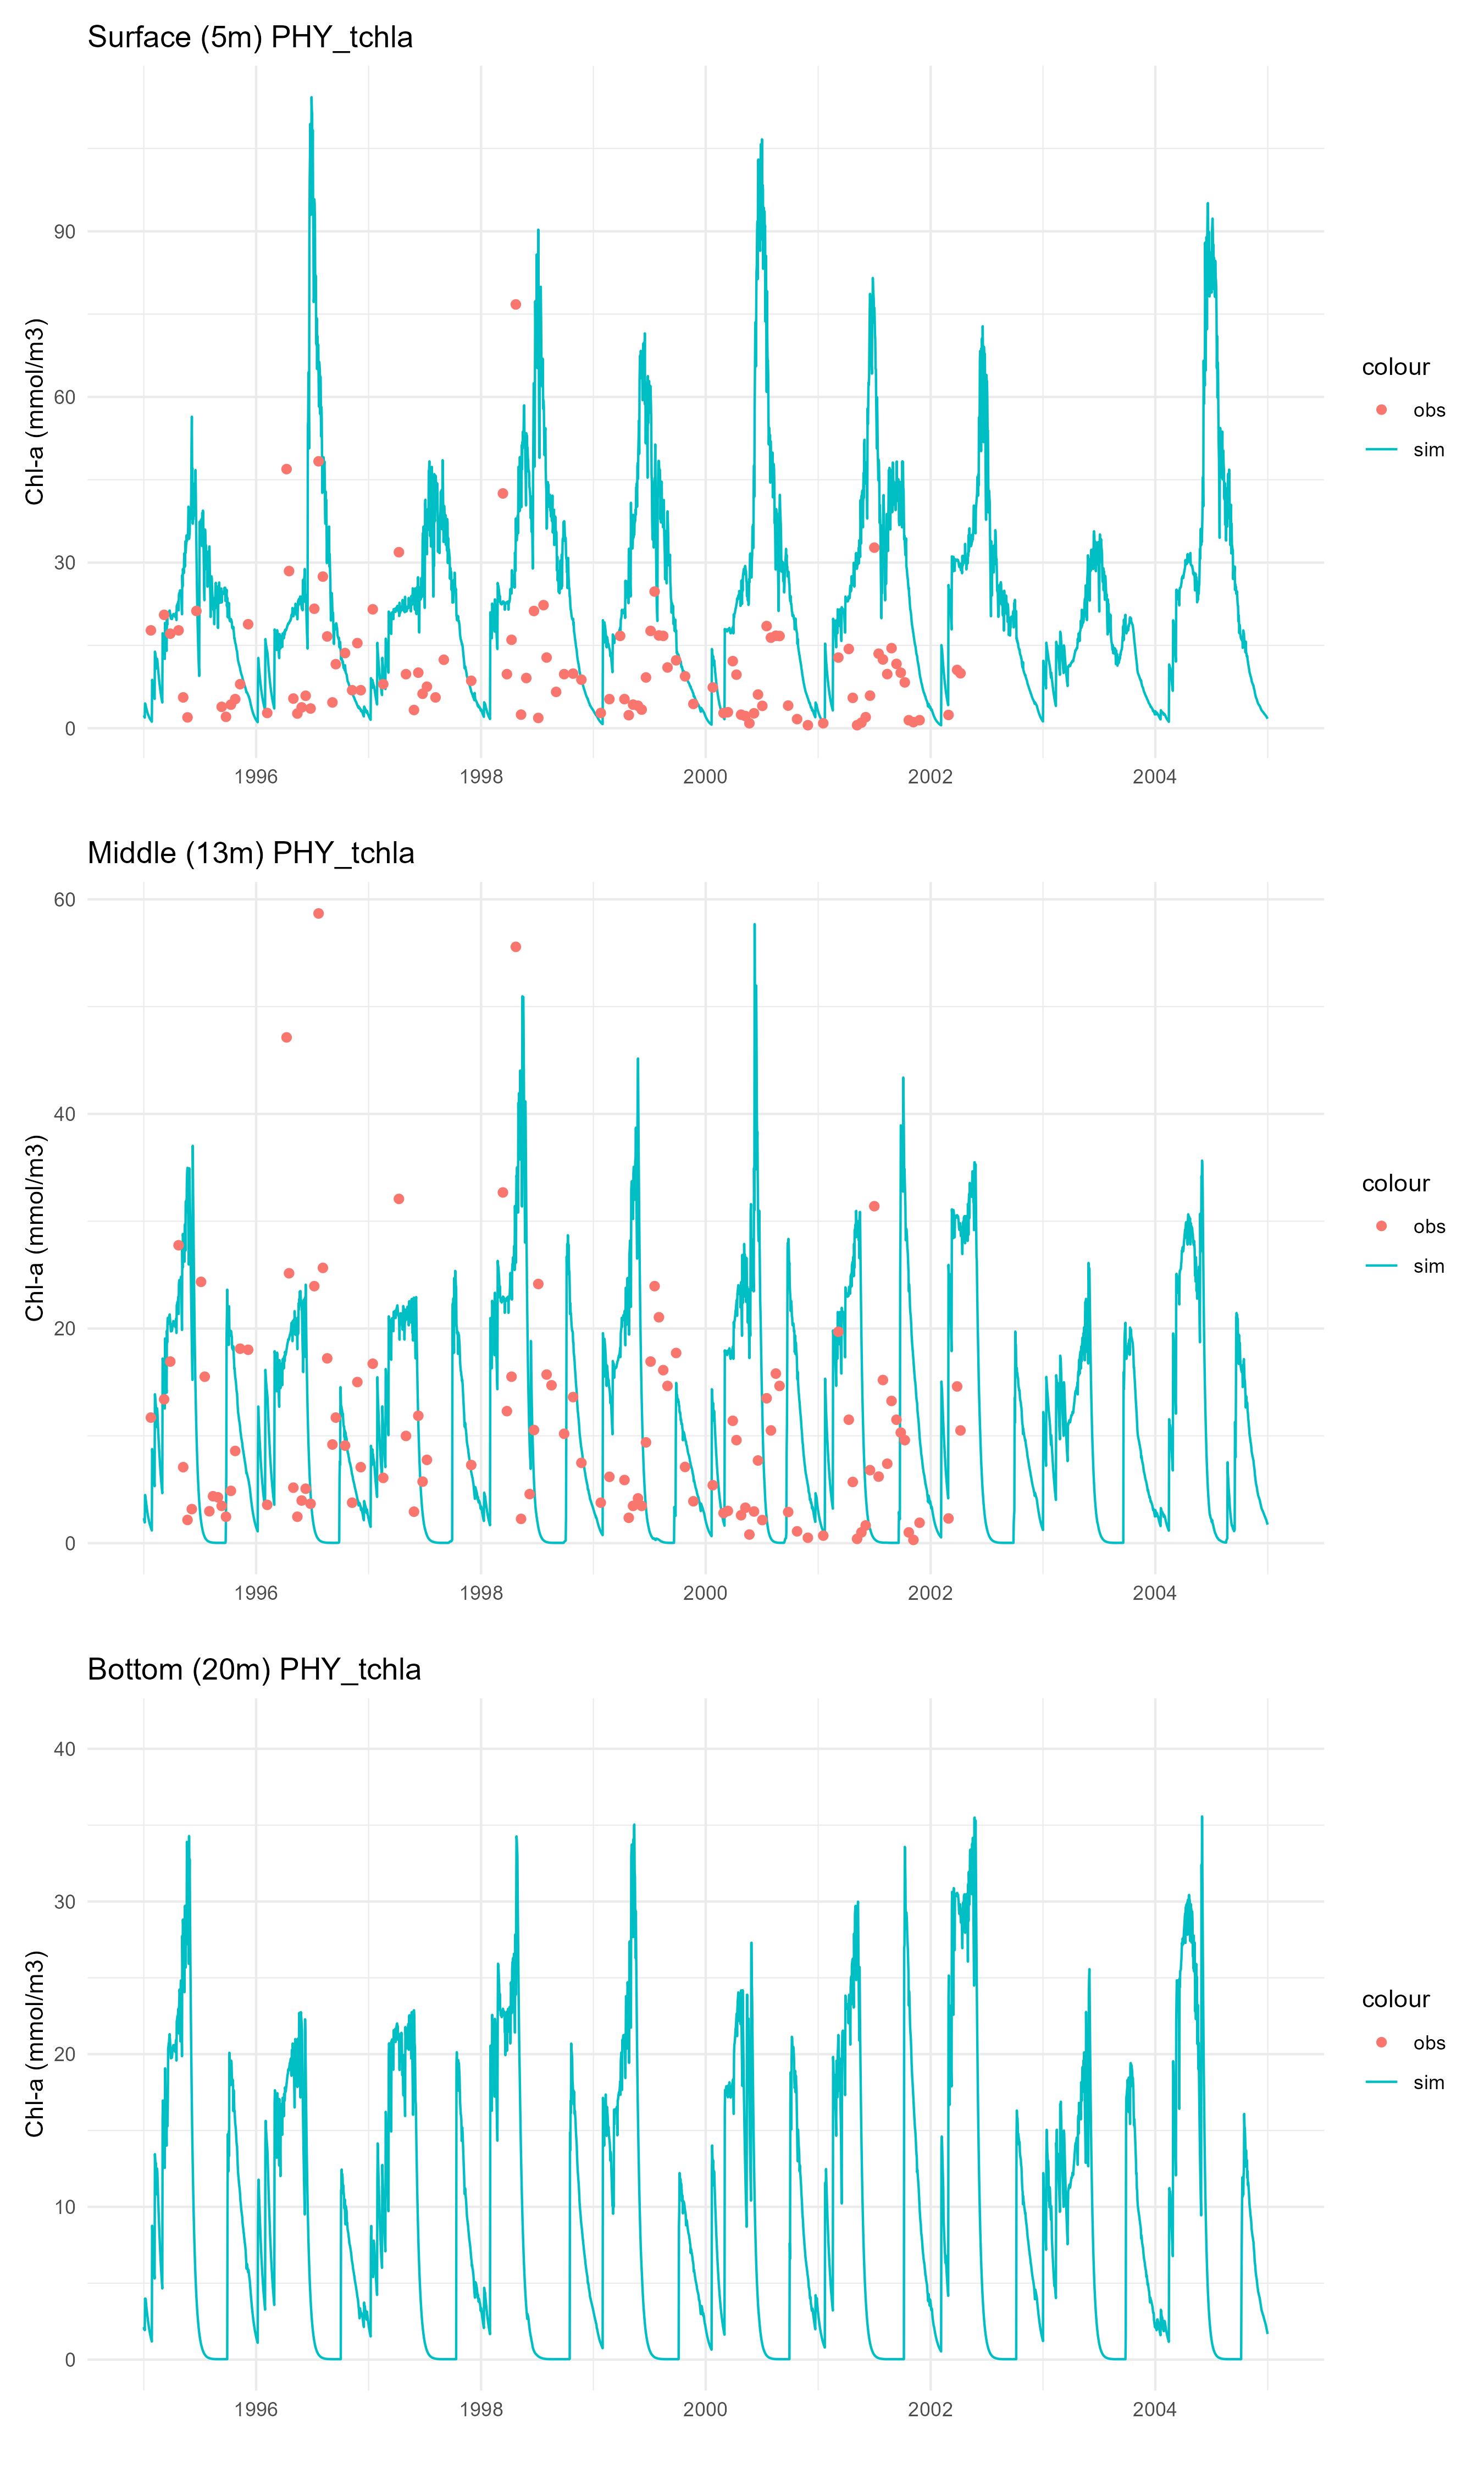 Surface (5m) PHY_tchla
Chl-a (mmol/m3)
90
60
30
0
1996
1998
2000
2002
2004
colour
obs
sim
Middle (13m) PHY_tchla
Chl-a (mmol/m3)
60
40
20
0
1996
1998
2000
2002
2004
colour
obs
sim
Bottom (20m) PHY_tchla
Chl-a (mmol/m3)
40
30
20
10
0
1996
1998
2000
2002
2004
colour
obs
sim